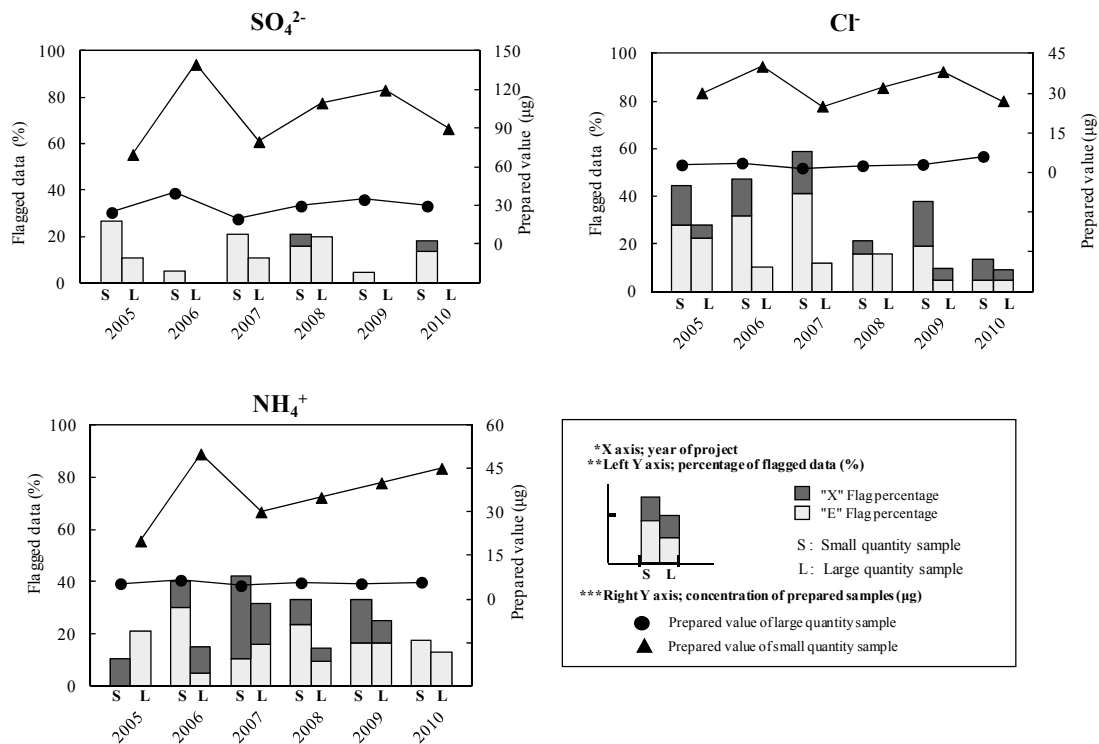 SO₄²⁻
100
80
60
40
20
0
Flagged data (%)
150
120
90
60
30
0
Prepared value (μg)
S L S L S L S L S L S L
2005 2006 2007 2008 2009 2010
Cl⁻
100
80
60
40
20
0
Flagged data (%)
45
30
15
0
Prepared value (μg)
S L S L S L S L S L S L
2005 2006 2007 2008 2009 2010
NH₄⁺
100
80
60
40
20
0
Flagged data (%)
60
45
30
15
0
Prepared value (μg)
S L S L S L S L S L S L
2005 2006 2007 2008 2009 2010
*X axis; year of project
**Left Y axis; percentage of flagged data (%)
"X" Flag percentage
"E" Flag percentage
S : Small quantity sample
L : Large quantity sample
S L
***Right Y axis; concentration of prepared samples (μg)
Prepared value of large quantity sample
Prepared value of small quantity sample